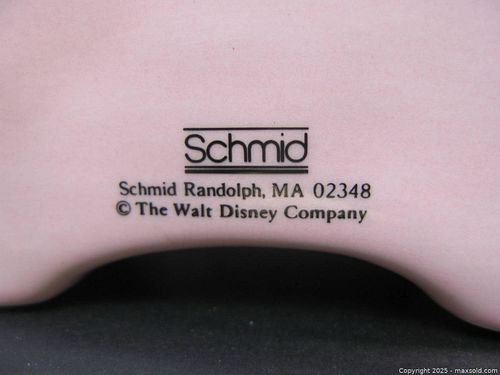 Schmid
Schmid Randolph, MA 02348
© The Walt Disney Company
Copyright 2025 - maxsold.com